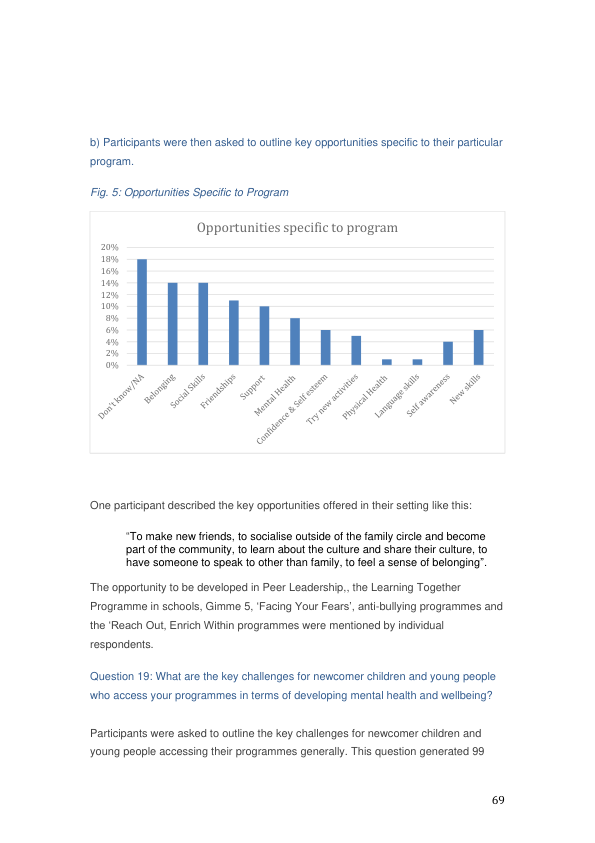 b) Participants were then asked to outline key opportunities specific to their particular
program.
Fig. 5: Opportunities Specific to Program
Opportunities specific to program
20%
18%
16%
14%
12%
10%
8%
6%
4%
2%
0%
Don't know/NA
Belonging
Social Skills
Friendships
Support
Mental Health
Confidence & Self esteem
Try new activities
Physical Health
Language skills
Self awareness
New skills
One participant described the key opportunities offered in their setting like this:
“To make new friends, to socialise outside of the family circle and become
part of the community, to learn about the culture and share their culture, to
have someone to speak to other than family, to feel a sense of belonging”.
The opportunity to be developed in Peer Leadership,, the Learning Together
Programme in schools, Gimme 5, ‘Facing Your Fears’, anti-bullying programmes and
the ‘Reach Out, Enrich Within programmes were mentioned by individual
respondents.
Question 19: What are the key challenges for newcomer children and young people
who access your programmes in terms of developing mental health and wellbeing?
Participants were asked to outline the key challenges for newcomer children and
young people accessing their programmes generally. This question generated 99
69